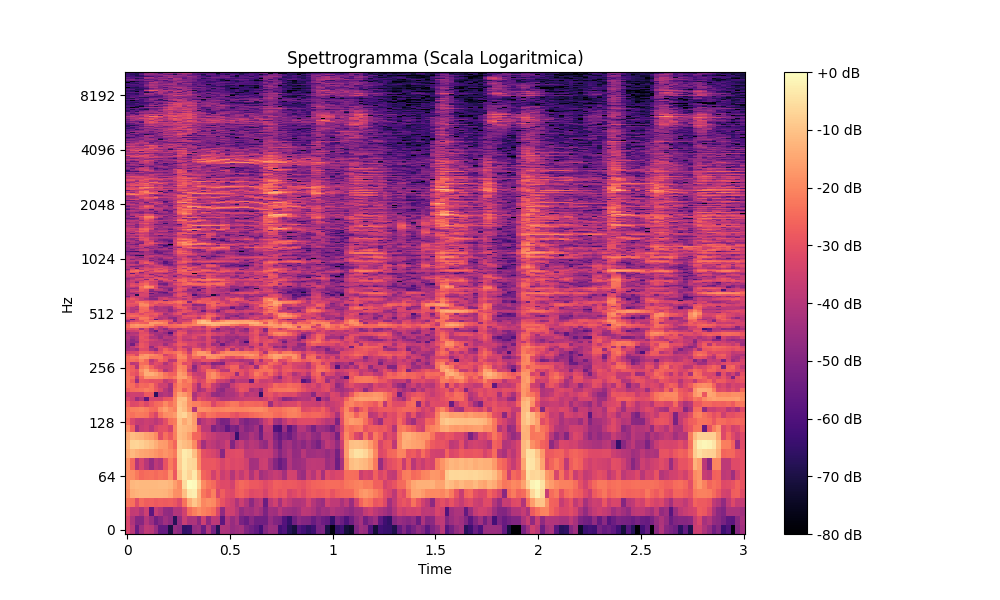 Spettrogramma (Scala Logaritmica)
Hz
8192
4096
2048
1024
512
256
128
64
0
0
0.5
1
1.5
2
2.5
3
Time
+0 dB
-10 dB
-20 dB
-30 dB
-40 dB
-50 dB
-60 dB
-70 dB
-80 dB